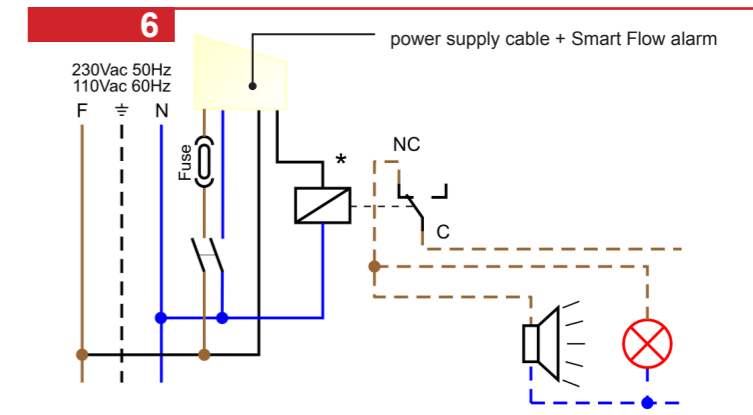 6
power supply cable + Smart Flow alarm
230Vac 50Hz
110Vac 60Hz
F
N
Fuse
*
NC
C